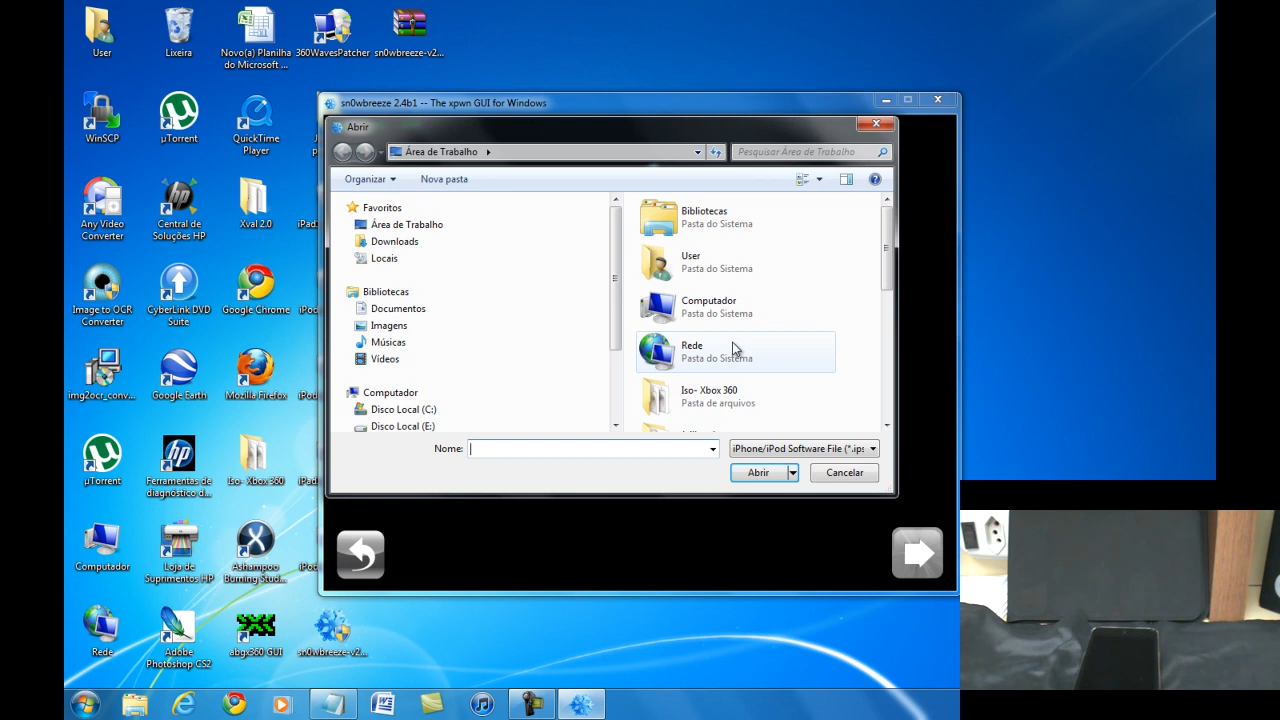 User
Lixeira
Novo(a) Planilha
do Microsoft ...
360WavesPatcher
sn0wbreeze-v2...
WinSCP
µTorrent
QuickTime
Player
Any Video
Converter
Central de
Soluções HP
Xval 2.0
iPad
Image to OCR
Converter
CyberLink DVD
Suite
Google Chrome
iPod
img2ocr_conv...
Google Earth
Mozilla Firefox
iPod
µTorrent
Ferramentas de
diagnóstico d...
Iso- Xbox 360
iPad
Computador
Loja de
Suprimentos HP
Ashampoo
Burning Stud...
iPod
Rede
Adobe
Photoshop CS2
abgx360 GUI
sn0wbreeze-v2...
sn0wbreeze 2.4b1 -- The xpwn GUI for Windows
Abrir
Área de Trabalho
Pesquisar Área de Trabalho
Organizar
Nova pasta
Favoritos
Área de Trabalho
Downloads
Locais
Bibliotecas
Documentos
Imagens
Músicas
Vídeos
Computador
Disco Local (C:)
Disco Local (E:)
Bibliotecas
Pasta do Sistema
User
Pasta do Sistema
Computador
Pasta do Sistema
Rede
Pasta do Sistema
Iso- Xbox 360
Pasta de arquivos
Nome:
iPhone/iPod Software File (*.ips
Abrir
Cancelar